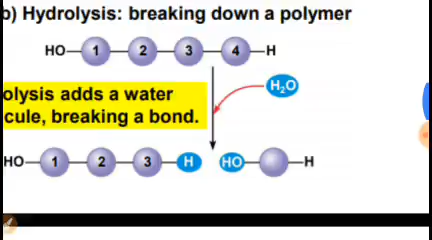 b) Hydrolysis: breaking down a polymer
HO 1 2 3 4 H
H₂O
olysis adds a water
cule, breaking a bond.
HO 1 2 3 H HO H